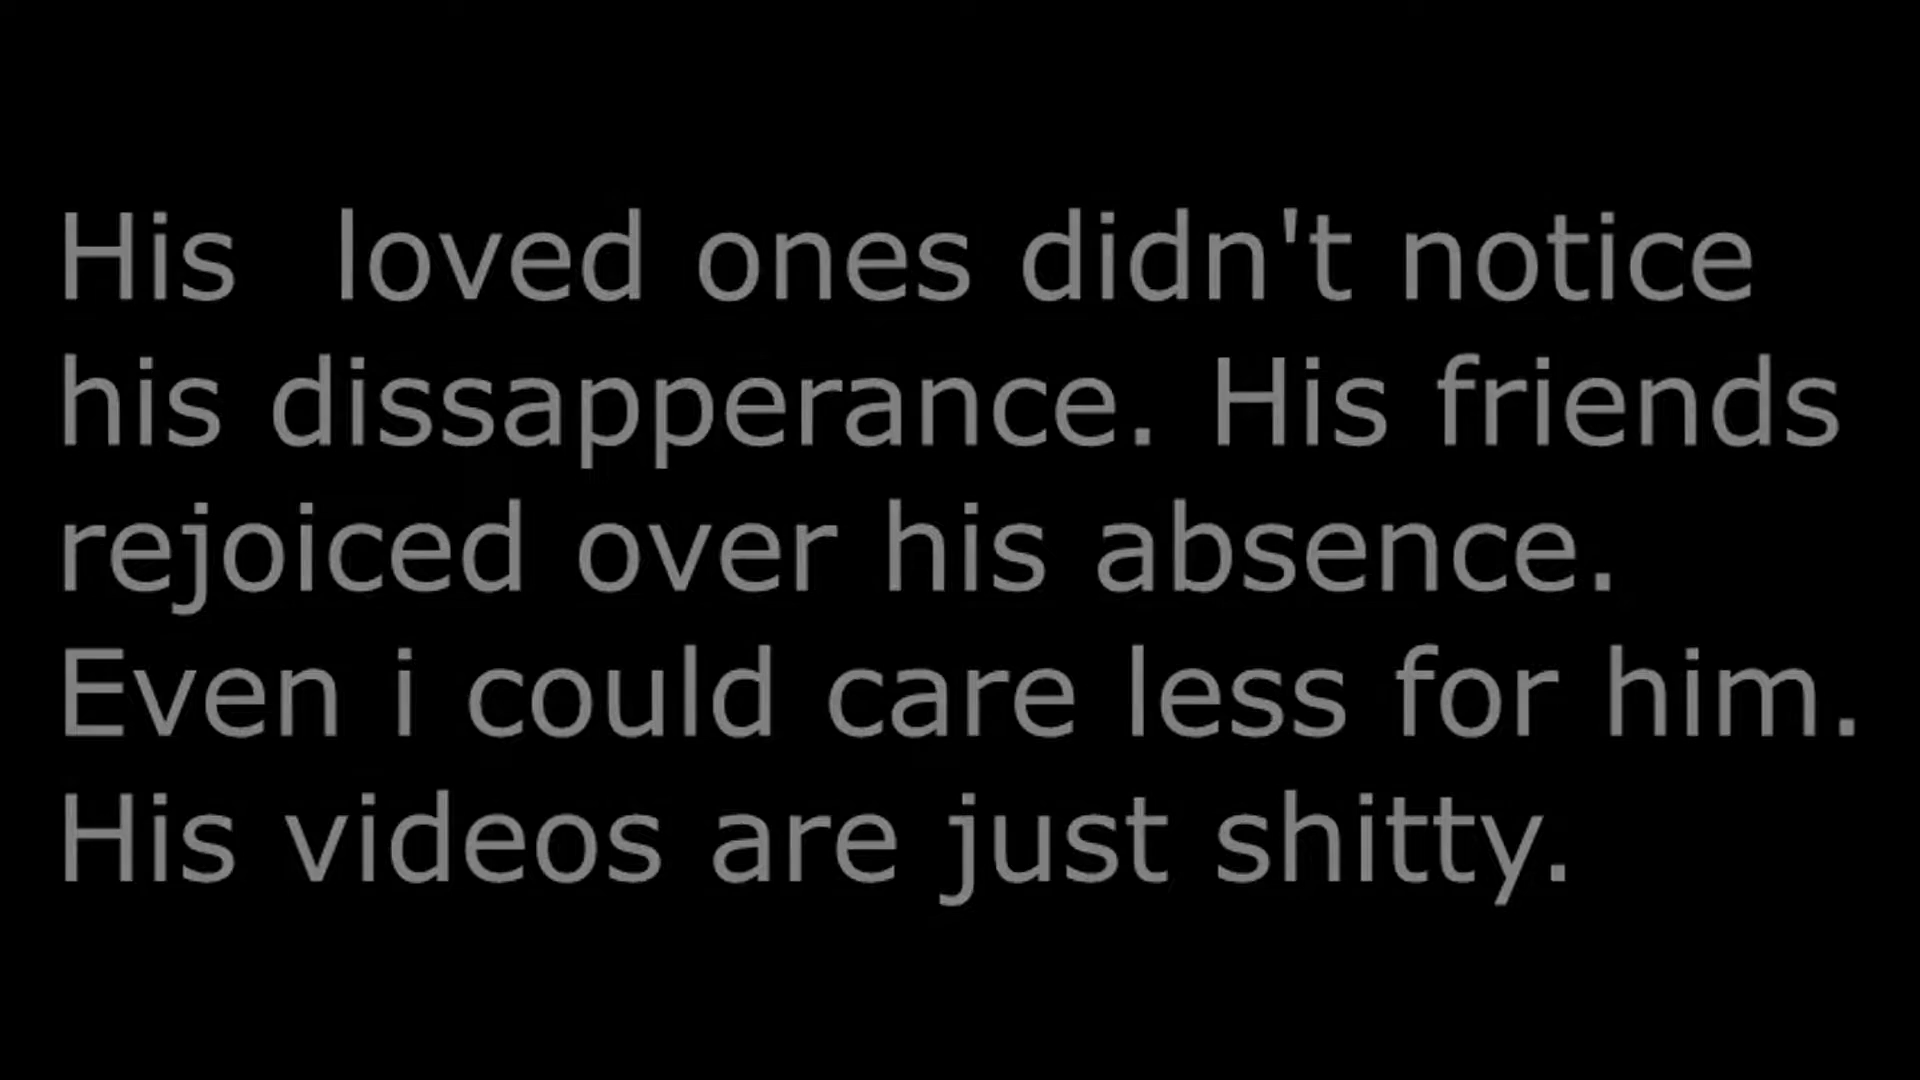 His  loved ones didn't notice
his dissapperance. His friends
rejoiced over his absence.
Even i could care less for him.
His videos are just shitty.